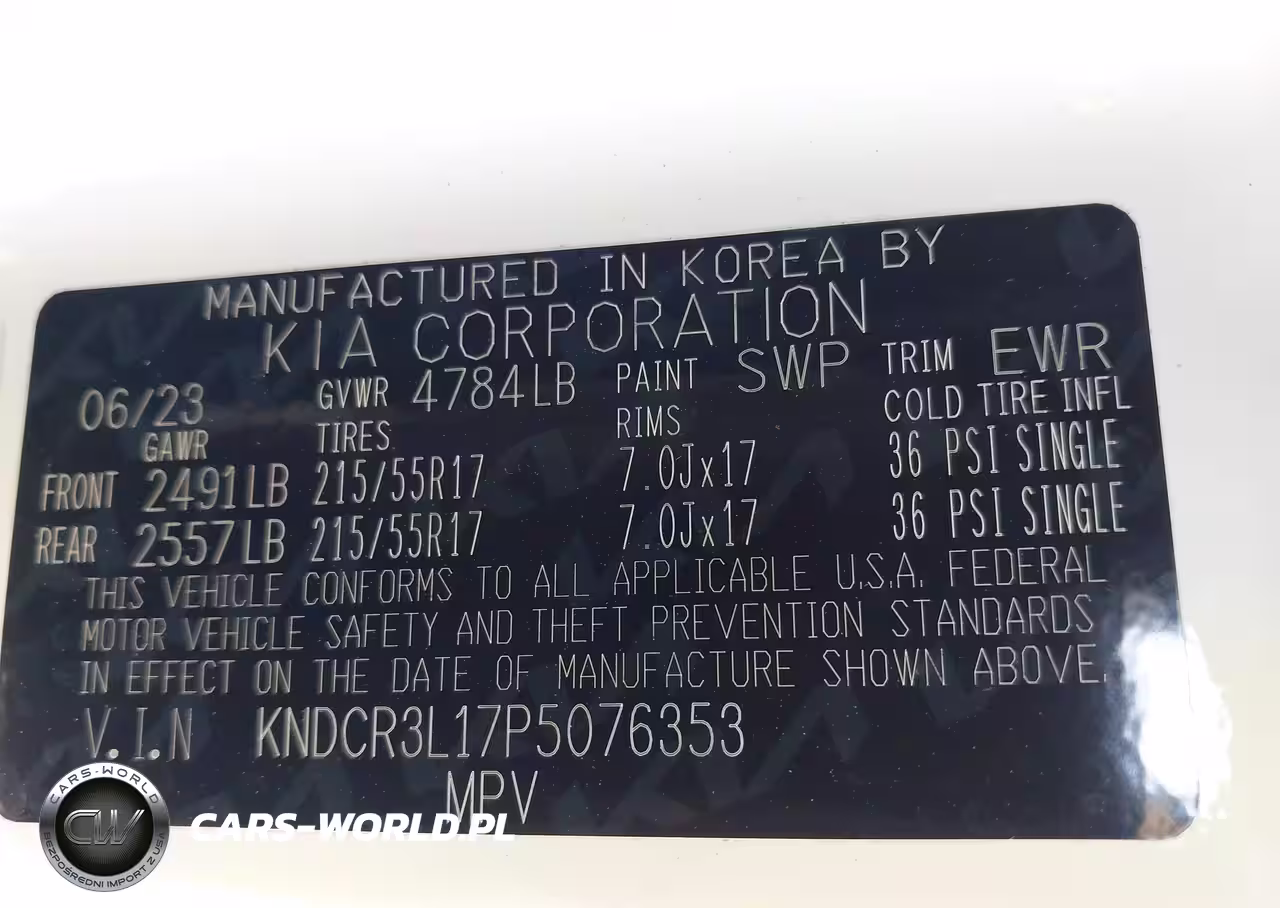 MANUFACTURED IN KOREA BY
KIA CORPORATION
06/23 GVWR 4784LB PAINT SWP TRIM EWR
GAWR TIRES RIMS COLD TIRE INFL
FRONT 2491LB 215/55R17 7.0Jx17 36 PSI SINGLE
REAR 2557LB 215/55R17 7.0Jx17 36 PSI SINGLE
THIS VEHICLE CONFORMS TO ALL APPLICABLE U.S.A. FEDERAL
MOTOR VEHICLE SAFETY AND THEFT PREVENTION STANDARDS
IN EFFECT ON THE DATE OF MANUFACTURE SHOWN ABOVE.
V.I.N KNDCR3L17P5076353
MPV
CARS-WORLD
CW
BEZPOŚREDNI IMPORT Z USA
CARS-WORLD.PL